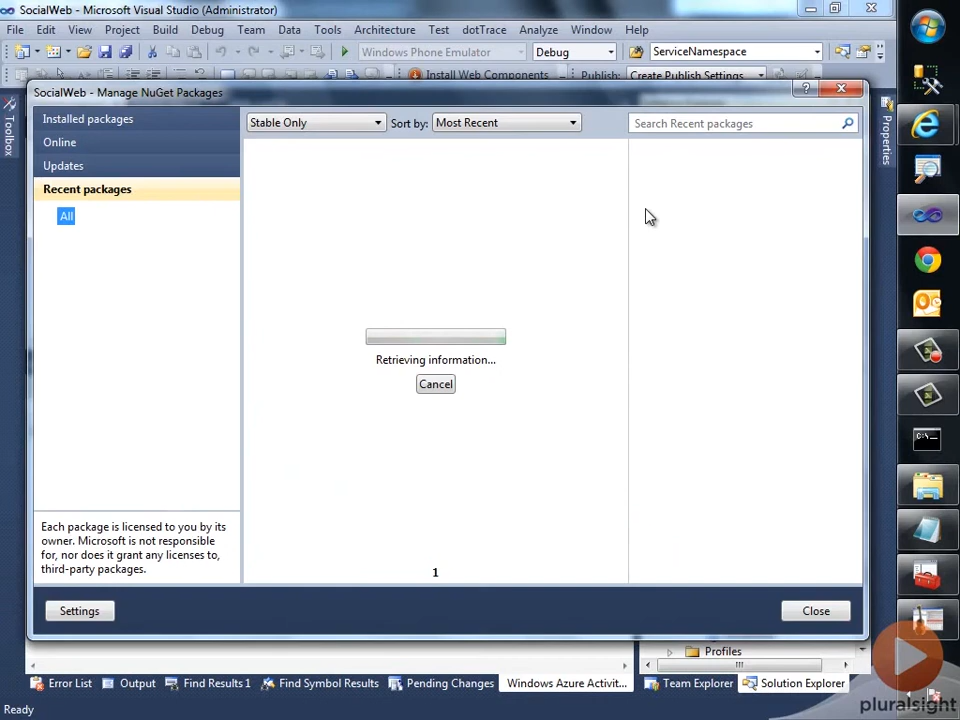 SocialWeb - Microsoft Visual Studio (Administrator)
File Edit View Project Build Debug Team Data Tools Architecture Test dotTrace Analyze Window Help
Windows Phone Emulator Debug ServiceNamespace
Install Web Components Publish: Create Publish Settings
SocialWeb - Manage NuGet Packages
Installed packages
Online
Updates
Recent packages
All
Stable Only Sort by: Most Recent Search Recent packages
Retrieving information...
Cancel
1
Each package is licensed to you by its
owner. Microsoft is not responsible
for, nor does it grant any licenses to,
third-party packages.
Settings Close
Toolbox
Properties
Profiles
Error List Output Find Results 1 Find Symbol Results Pending Changes Windows Azure Activit... Team Explorer Solution Explorer
Ready
C:\
pluralsight